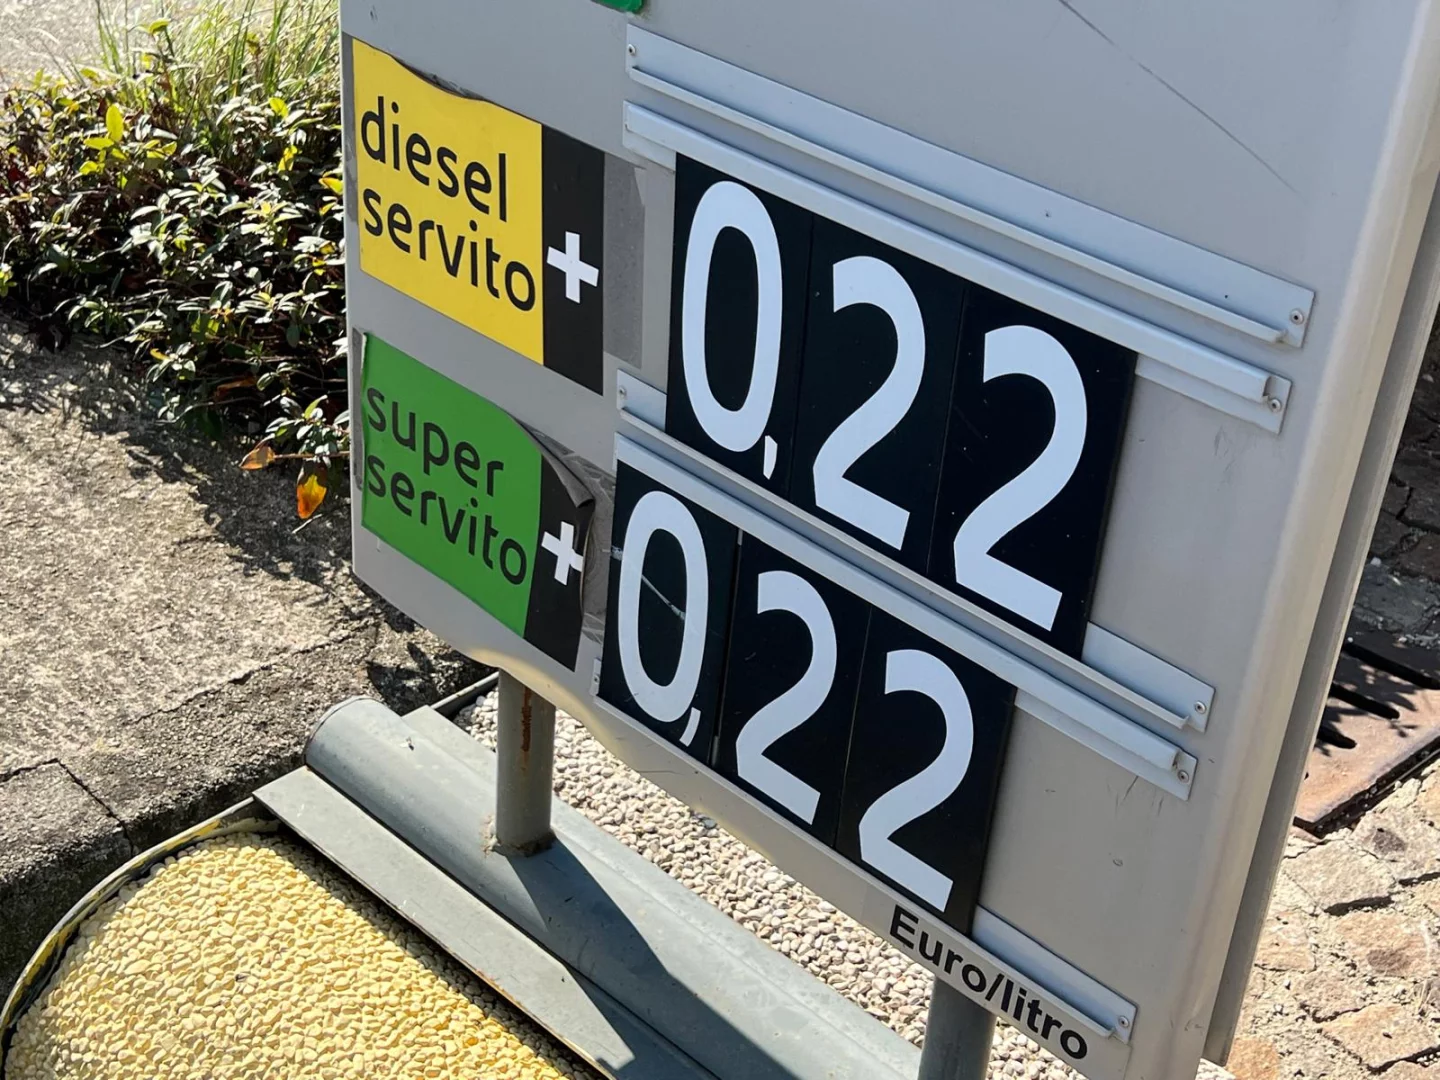 diesel
servito
+
0,22
super
servito
+
0,22
Euro/litro